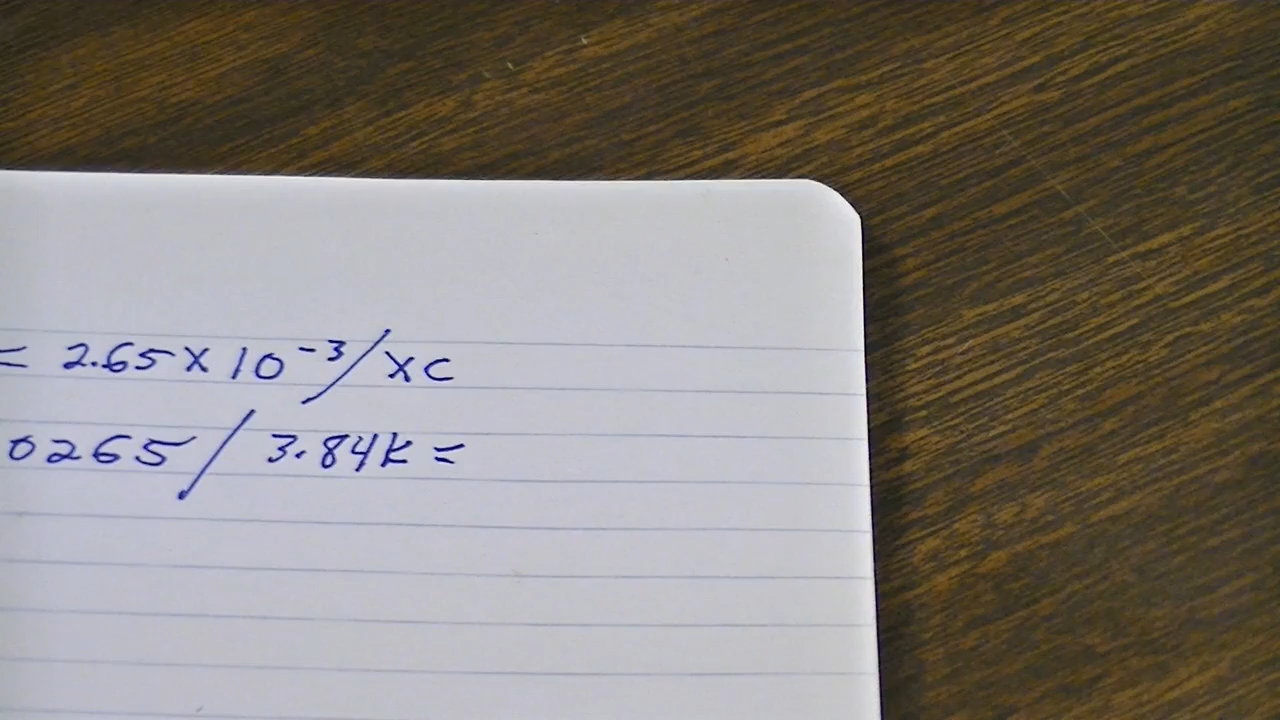 = 2.65 X 10⁻³/XC
0265/3.84K =